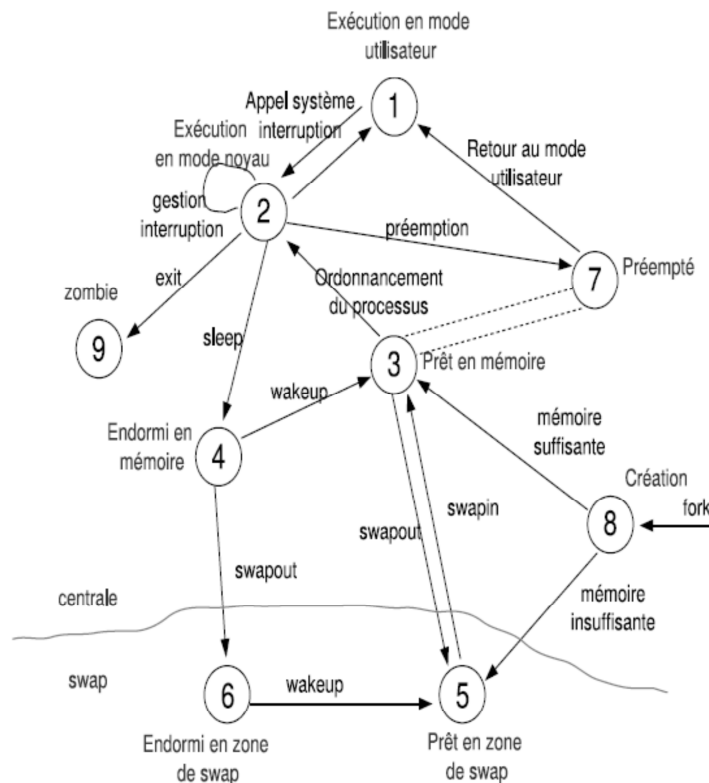 Exécution en mode
utilisateur
1
Appel système
interruption
Exécution
en mode noyau
Retour au mode
utilisateur
gestion
interruption
2
préemption
7
Préempté
exit
zombie
9
Ordonnancement
du processus
sleep
3
Prêt en mémoire
wakeup
Endormi en
mémoire
4
mémoire
suffisante
Création
8
fork
swapin
swapout
swapout
mémoire
insuffisante
centrale
swap
6
wakeup
5
Endormi en zone
de swap
Prêt en zone
de swap